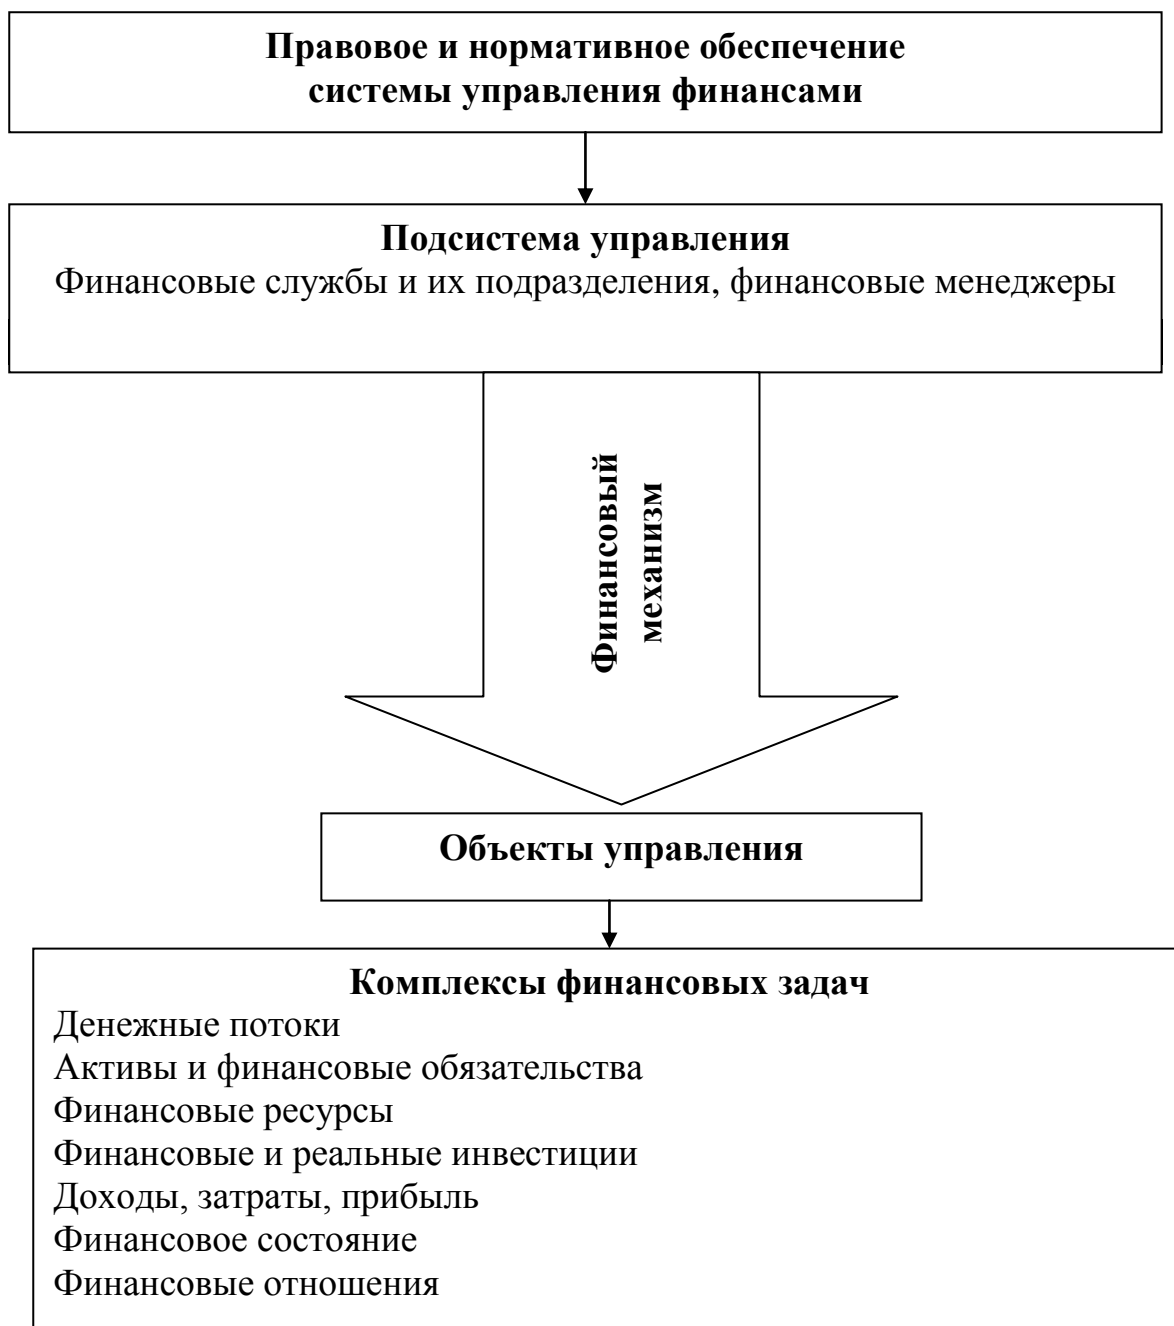 Правовое и нормативное обеспечение
системы управления финансами
Подсистема управления
Финансовые службы и их подразделения, финансовые менеджеры
Финансовый
механизм
Объекты управления
Комплексы финансовых задач
Денежные потоки
Активы и финансовые обязательства
Финансовые ресурсы
Финансовые и реальные инвестиции
Доходы, затраты, прибыль
Финансовое состояние
Финансовые отношения